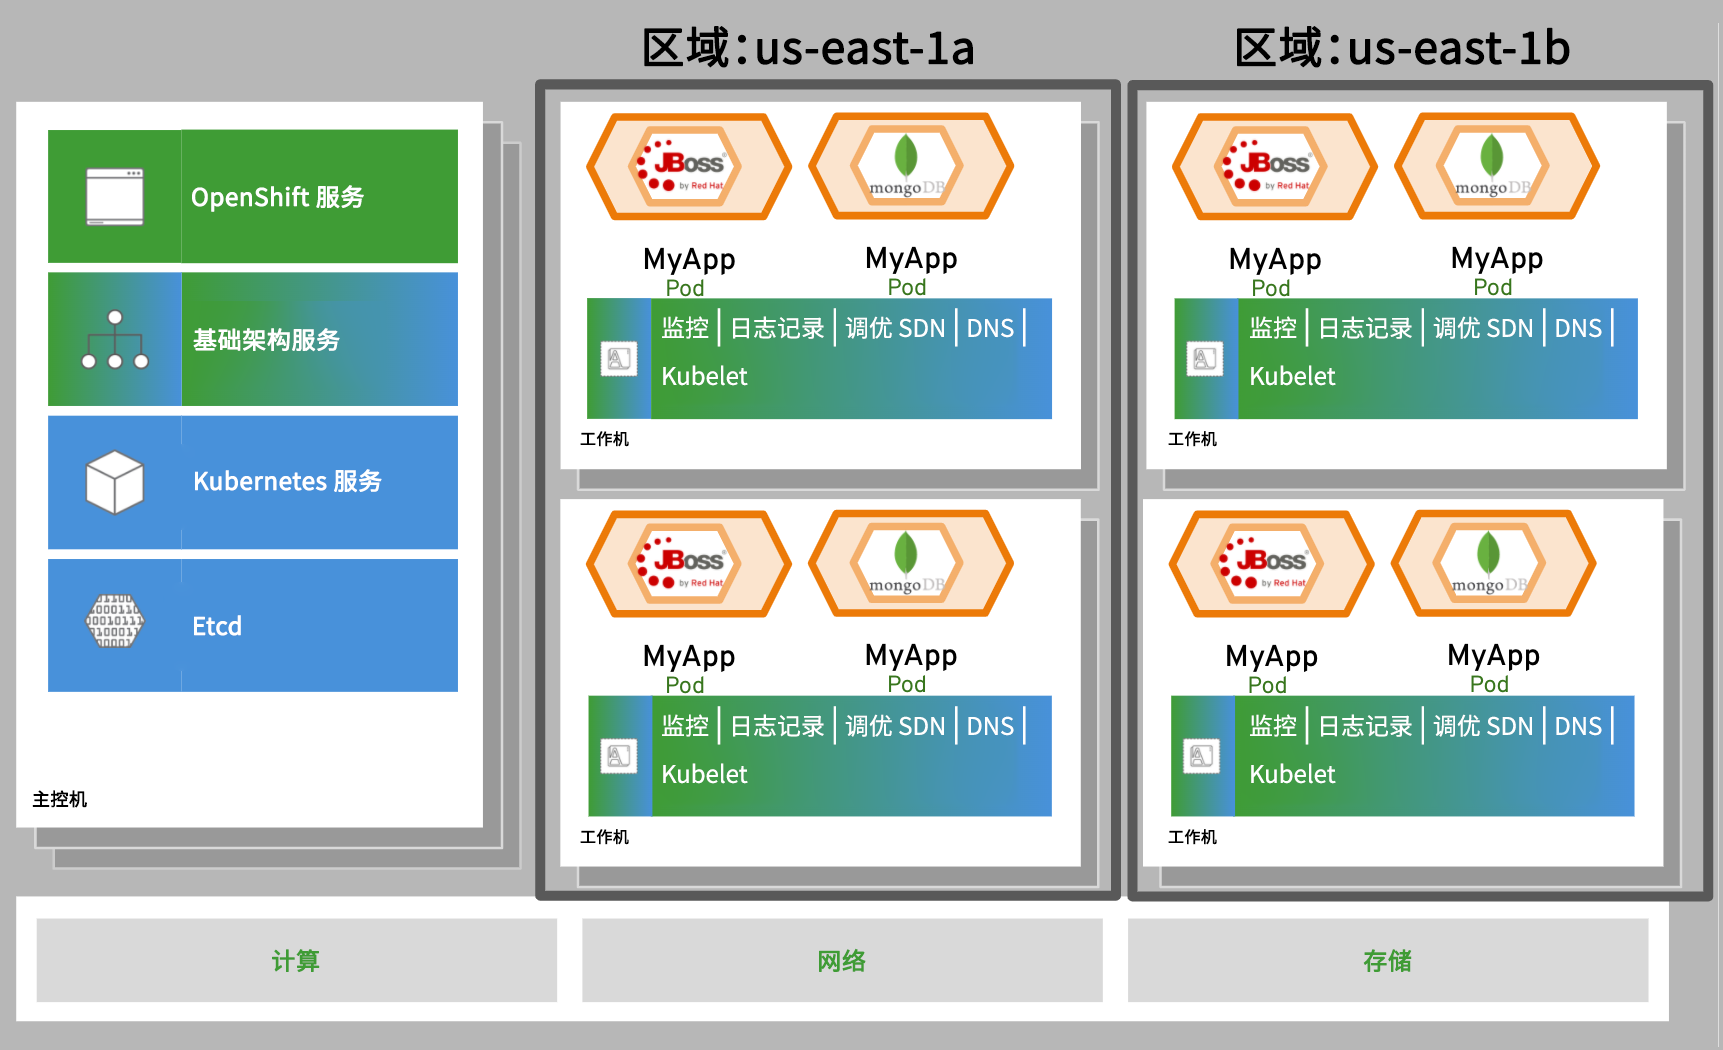 区域：us-east-1a
区域：us-east-1b
OpenShift 服务
基础架构服务
Kubernetes 服务
Etcd
主控机
JBoss
by Red Hat
mongoDB
MyApp
Pod
MyApp
Pod
监控 | 日志记录 | 调优 SDN | DNS |
Kubelet
工作机
JBoss
by Red Hat
mongoDB
MyApp
Pod
MyApp
Pod
监控 | 日志记录 | 调优 SDN | DNS |
Kubelet
工作机
JBoss
by Red Hat
mongoDB
MyApp
Pod
MyApp
Pod
监控 | 日志记录 | 调优 SDN | DNS |
Kubelet
工作机
JBoss
by Red Hat
mongoDB
MyApp
Pod
MyApp
Pod
监控 | 日志记录 | 调优 SDN | DNS |
Kubelet
工作机
计算
网络
存储